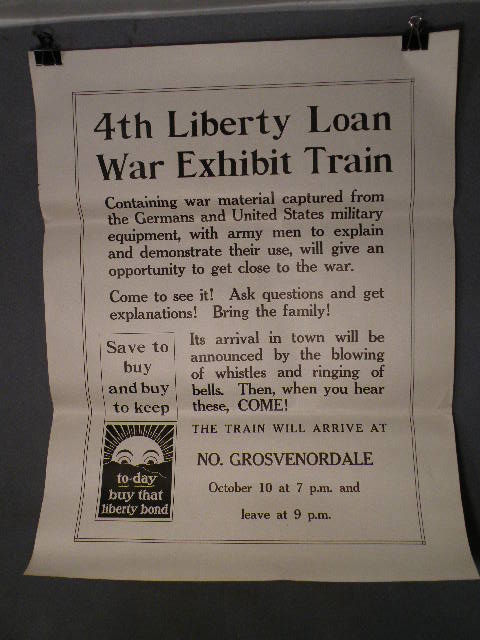 4th Liberty Loan
War Exhibit Train
Containing war material captured from
the Germans and United States military
equipment, with army men to explain
and demonstrate their use, will give an
opportunity to get close to the war.
Come to see it! Ask questions and get
explanations! Bring the family!
Save to
buy
and buy
to keep
to-day
buy that
liberty bond
Its arrival in town will be
announced by the blowing
of whistles and ringing of
bells. Then, when you hear
these, COME!
THE TRAIN WILL ARRIVE AT
NO. GROSVENORDALE
October 10 at 7 p.m. and
leave at 9 p.m.